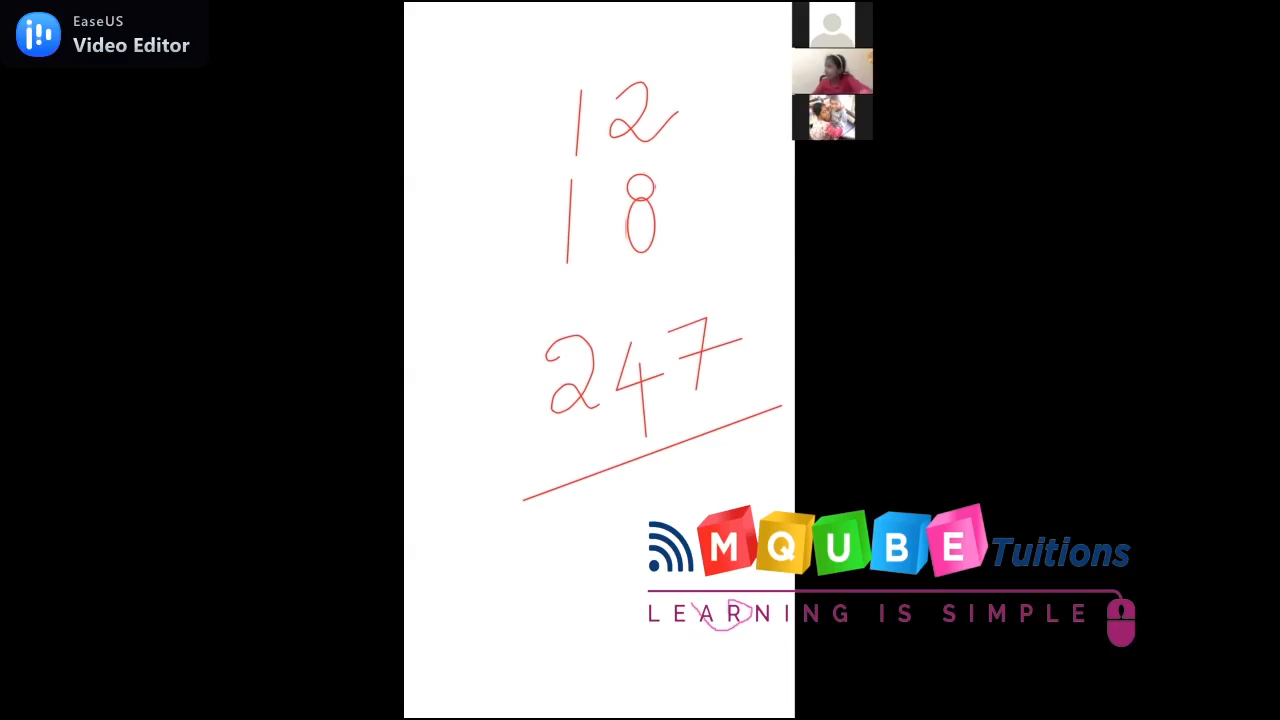 EaseUS
Video Editor
12
18
247
MQUBE Tuitions
LEARNING IS SIMPLE